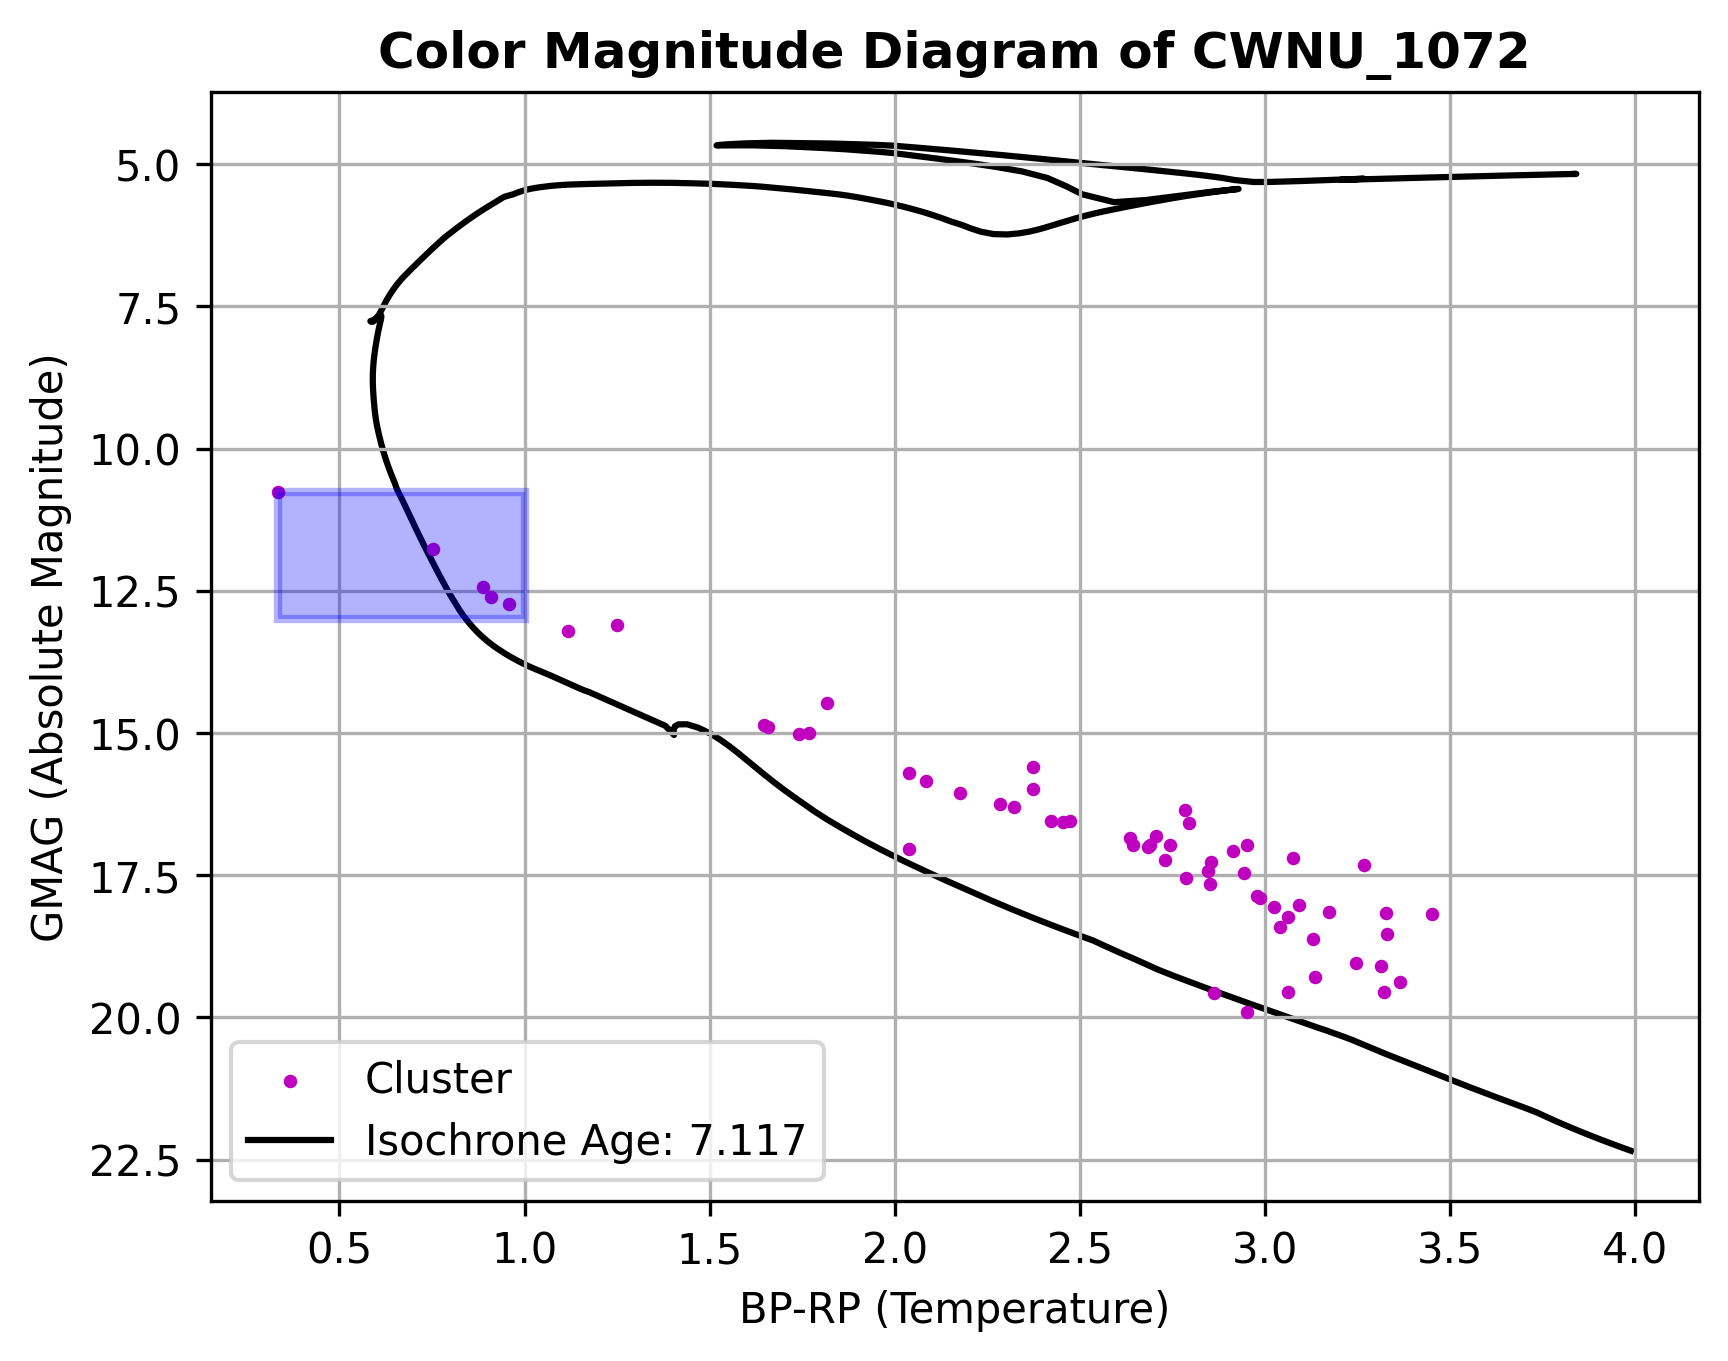 Color Magnitude Diagram of CWNU_1072
GMAG (Absolute Magnitude)
5.0
7.5
10.0
12.5
15.0
17.5
20.0
22.5
Cluster
Isochrone Age: 7.117
0.5 1.0 1.5 2.0 2.5 3.0 3.5 4.0
BP-RP (Temperature)